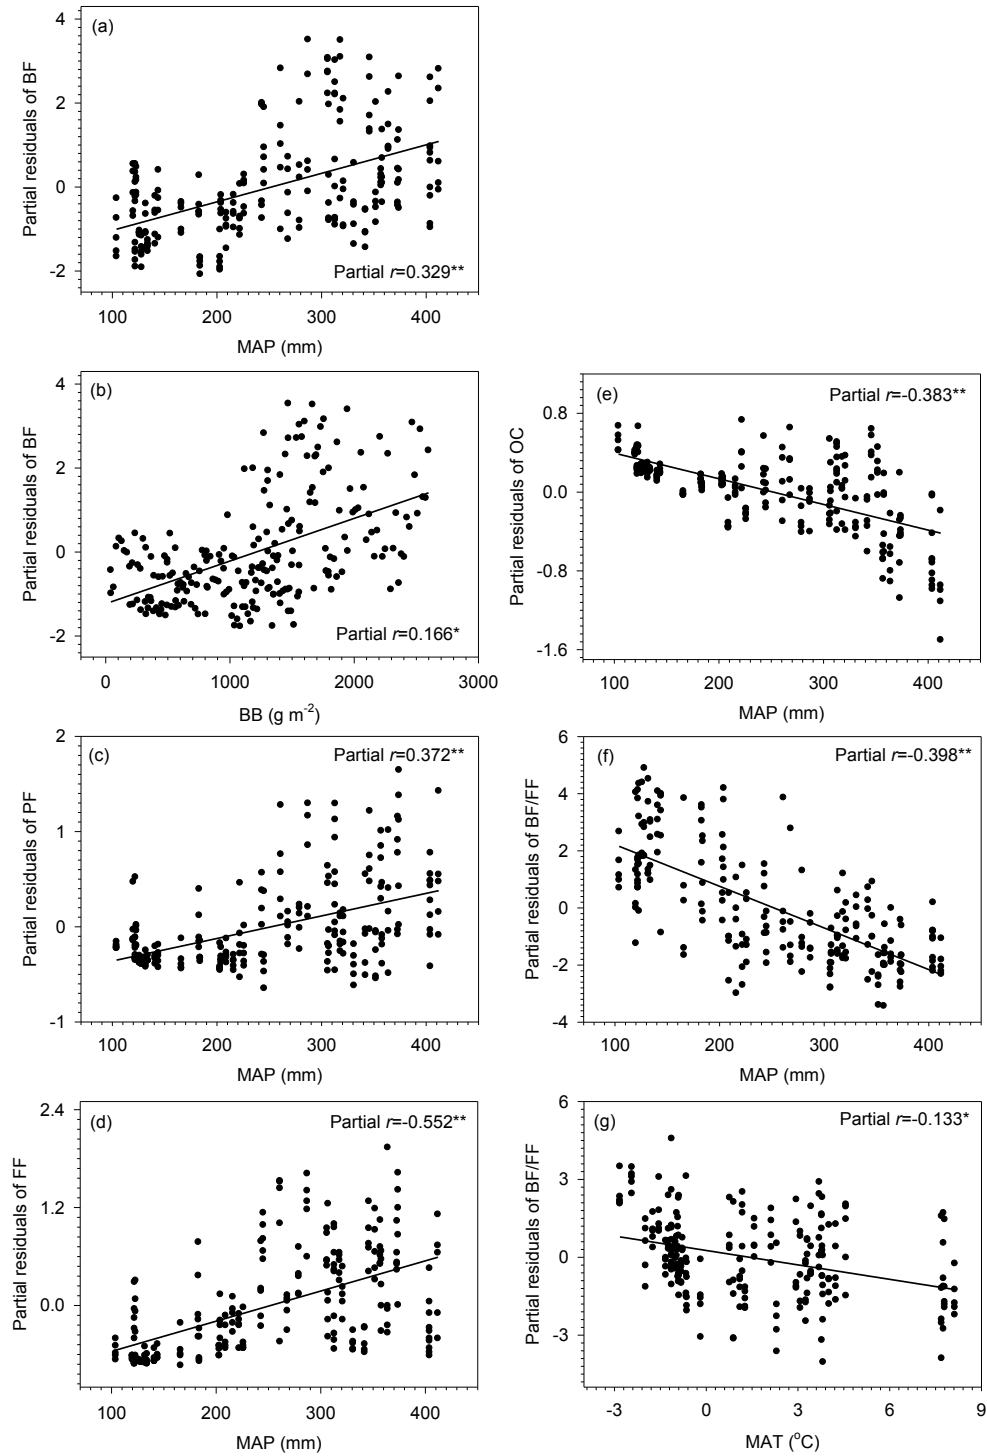 (a)
4
2
0
-2
Partial residuals of BF
Partial r=0.329**
100 200 300 400
MAP (mm)
(b)
4
2
0
-2
Partial residuals of BF
Partial r=0.166*
0 1000 2000 3000
BB (g m-2)
(c)
2
1
0
-1
Partial residuals of PF
Partial r=0.372**
100 200 300 400
MAP (mm)
(d)
2.4
1.2
0.0
Partial residuals of FF
Partial r=-0.552**
100 200 300 400
MAP (mm)
(e)
0.8
0.0
-0.8
-1.6
Partial residuals of OC
Partial r=-0.383**
100 200 300 400
MAP (mm)
(f)
6
4
2
0
-2
-4
Partial residuals of BF/FF
Partial r=-0.398**
100 200 300 400
MAP (mm)
(g)
6
3
0
-3
Partial residuals of BF/FF
Partial r=-0.133*
-3 0 3 6 9
MAT (oC)